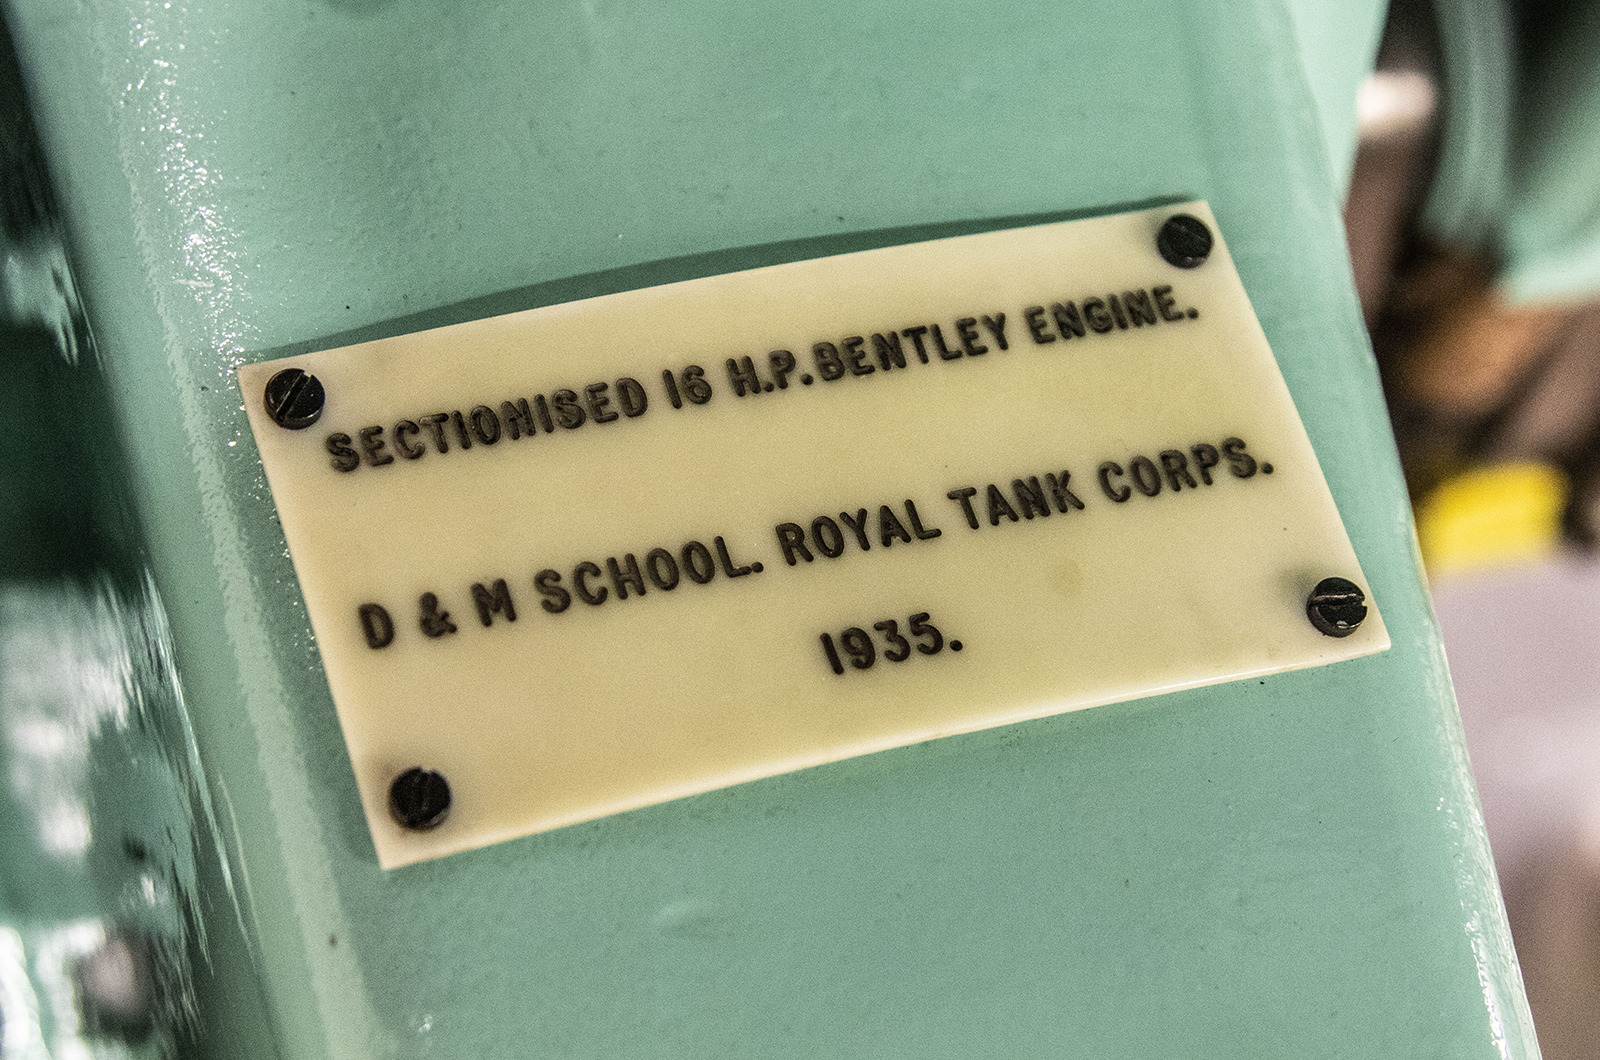 SECTIONISED 16 H.P. BENTLEY ENGINE.
D & M SCHOOL. ROYAL TANK CORPS.
1935.